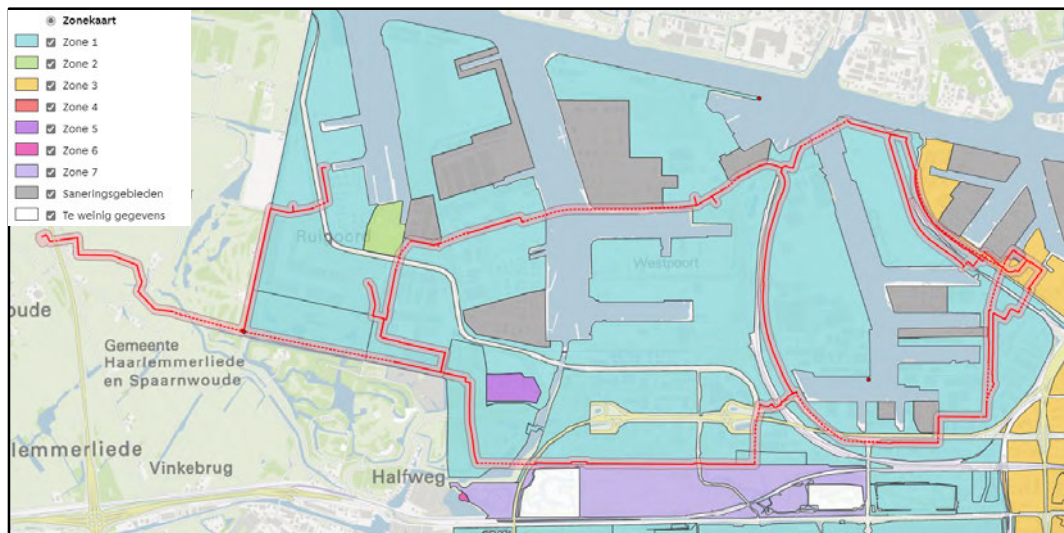 Zonekaart
Zone 1
Zone 2
Zone 3
Zone 4
Zone 5
Zone 6
Zone 7
Saneringsgebieden
Te weinig gegevens
Ruigoord
Westpoort
oude
Gemeente
Haarlemmerliede
en Spaarnwoude
lemmerliede
Vinkebrug
Halfweg